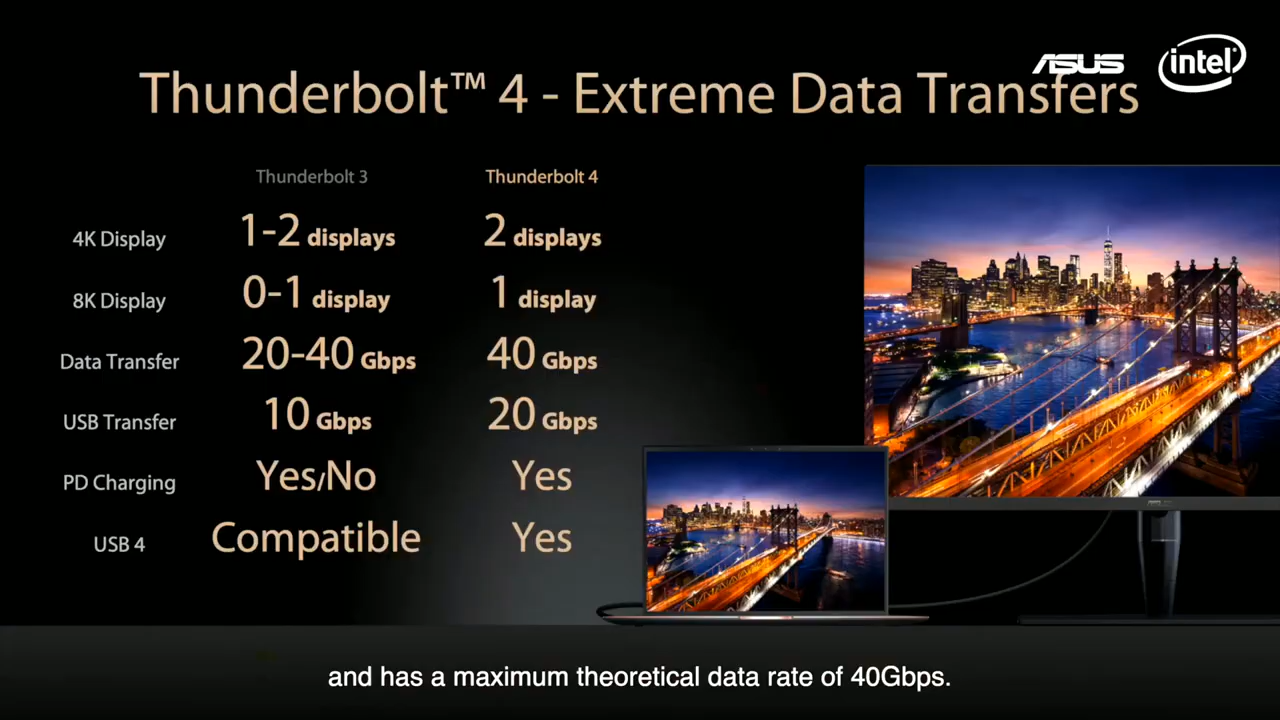 ASUS intel
Thunderbolt™ 4 - Extreme Data Transfers
Thunderbolt 3 Thunderbolt 4
4K Display 1-2 displays 2 displays
8K Display 0-1 display 1 display
Data Transfer 20-40 Gbps 40 Gbps
USB Transfer 10 Gbps 20 Gbps
PD Charging Yes/No Yes
USB 4 Compatible Yes
and has a maximum theoretical data rate of 40Gbps.